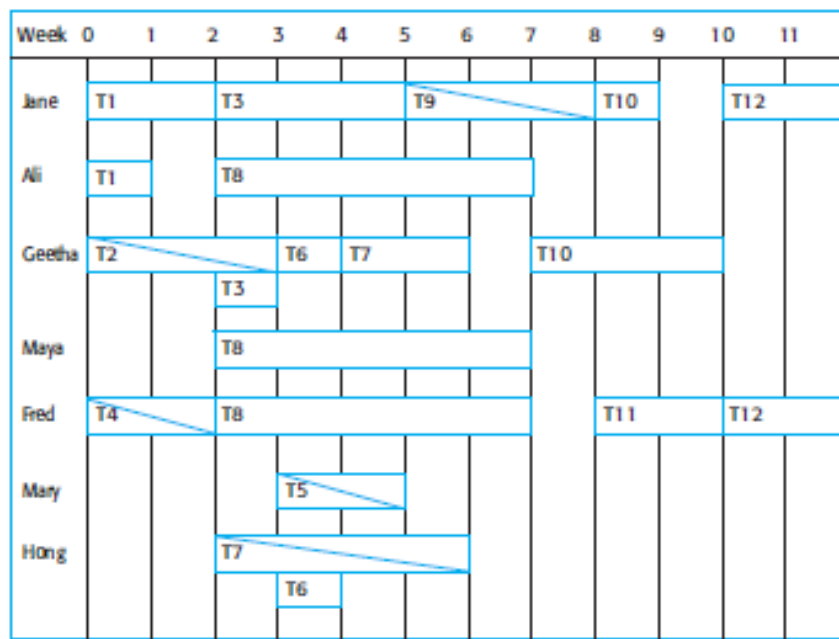 Week 0 1 2 3 4 5 6 7 8 9 10 11
Jane T1 T3 T9 T10 T12
Ali T1 T8
Geetha T2 T6 T7 T10
T3
Maya T8
Fred T4 T8 T11 T12
Mary T5
Hong T7
T6